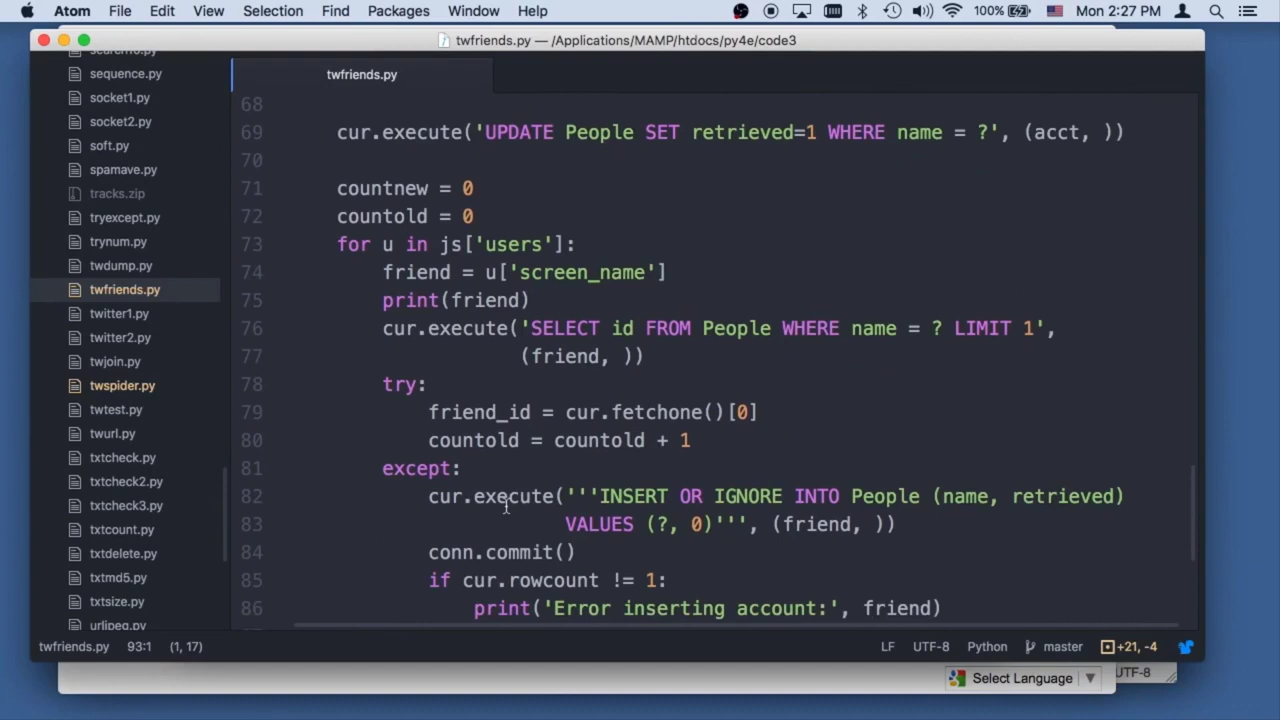 Atom File Edit View Selection Find Packages Window Help 100% Mon 2:27 PM
twfriends.py — /Applications/MAMP/htdocs/py4e/code3
sequence.py
socket1.py
socket2.py
soft.py
spamave.py
tracks.zip
tryexcept.py
trynum.py
twdump.py
twfriends.py
twitter1.py
twitter2.py
twjoin.py
twspider.py
twtest.py
twurl.py
txtcheck.py
txtcheck2.py
txtcheck3.py
txtcount.py
txtdelete.py
txtmd5.py
txtsize.py
urljpeg.py
twfriends.py
68
69 cur.execute('UPDATE People SET retrieved=1 WHERE name = ?', (acct, ))
70
71 countnew = 0
72 countold = 0
73 for u in js['users']:
74 friend = u['screen_name']
75 print(friend)
76 cur.execute('SELECT id FROM People WHERE name = ? LIMIT 1',
77 (friend, ))
78 try:
79 friend_id = cur.fetchone()[0]
80 countold = countold + 1
81 except:
82 cur.execute('''INSERT OR IGNORE INTO People (name, retrieved)
83 VALUES (?, 0)''', (friend, ))
84 conn.commit()
85 if cur.rowcount != 1:
86 print('Error inserting account:', friend)
twfriends.py 93:1 (1, 17) LF UTF-8 Python master +21, -4
Select Language ▼ UTF-8